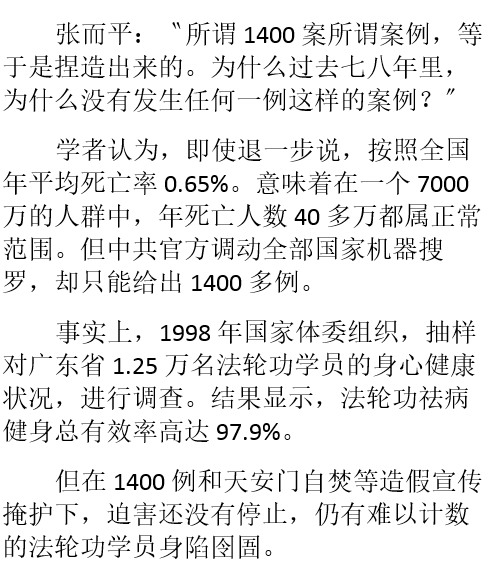 张而平：〝所谓 1400 案所谓案例，等
于是捏造出来的。为什么过去七八年里，
为什么没有发生任何一例这样的案例？〞
学者认为，即使退一步说，按照全国
年平均死亡率 0.65%。意味着在一个 7000
万的人群中，年死亡人数 40 多万都属正常
范围。但中共官方调动全部国家机器搜
罗，却只能给出 1400 多例。
事实上，1998 年国家体委组织，抽样
对广东省 1.25 万名法轮功学员的身心健康
状况，进行调查。结果显示，法轮功祛病
健身总有效率高达 97.9%。
但在 1400 例和天安门自焚等造假宣传
掩护下，迫害还没有停止，仍有难以计数
的法轮功学员身陷囹圄。